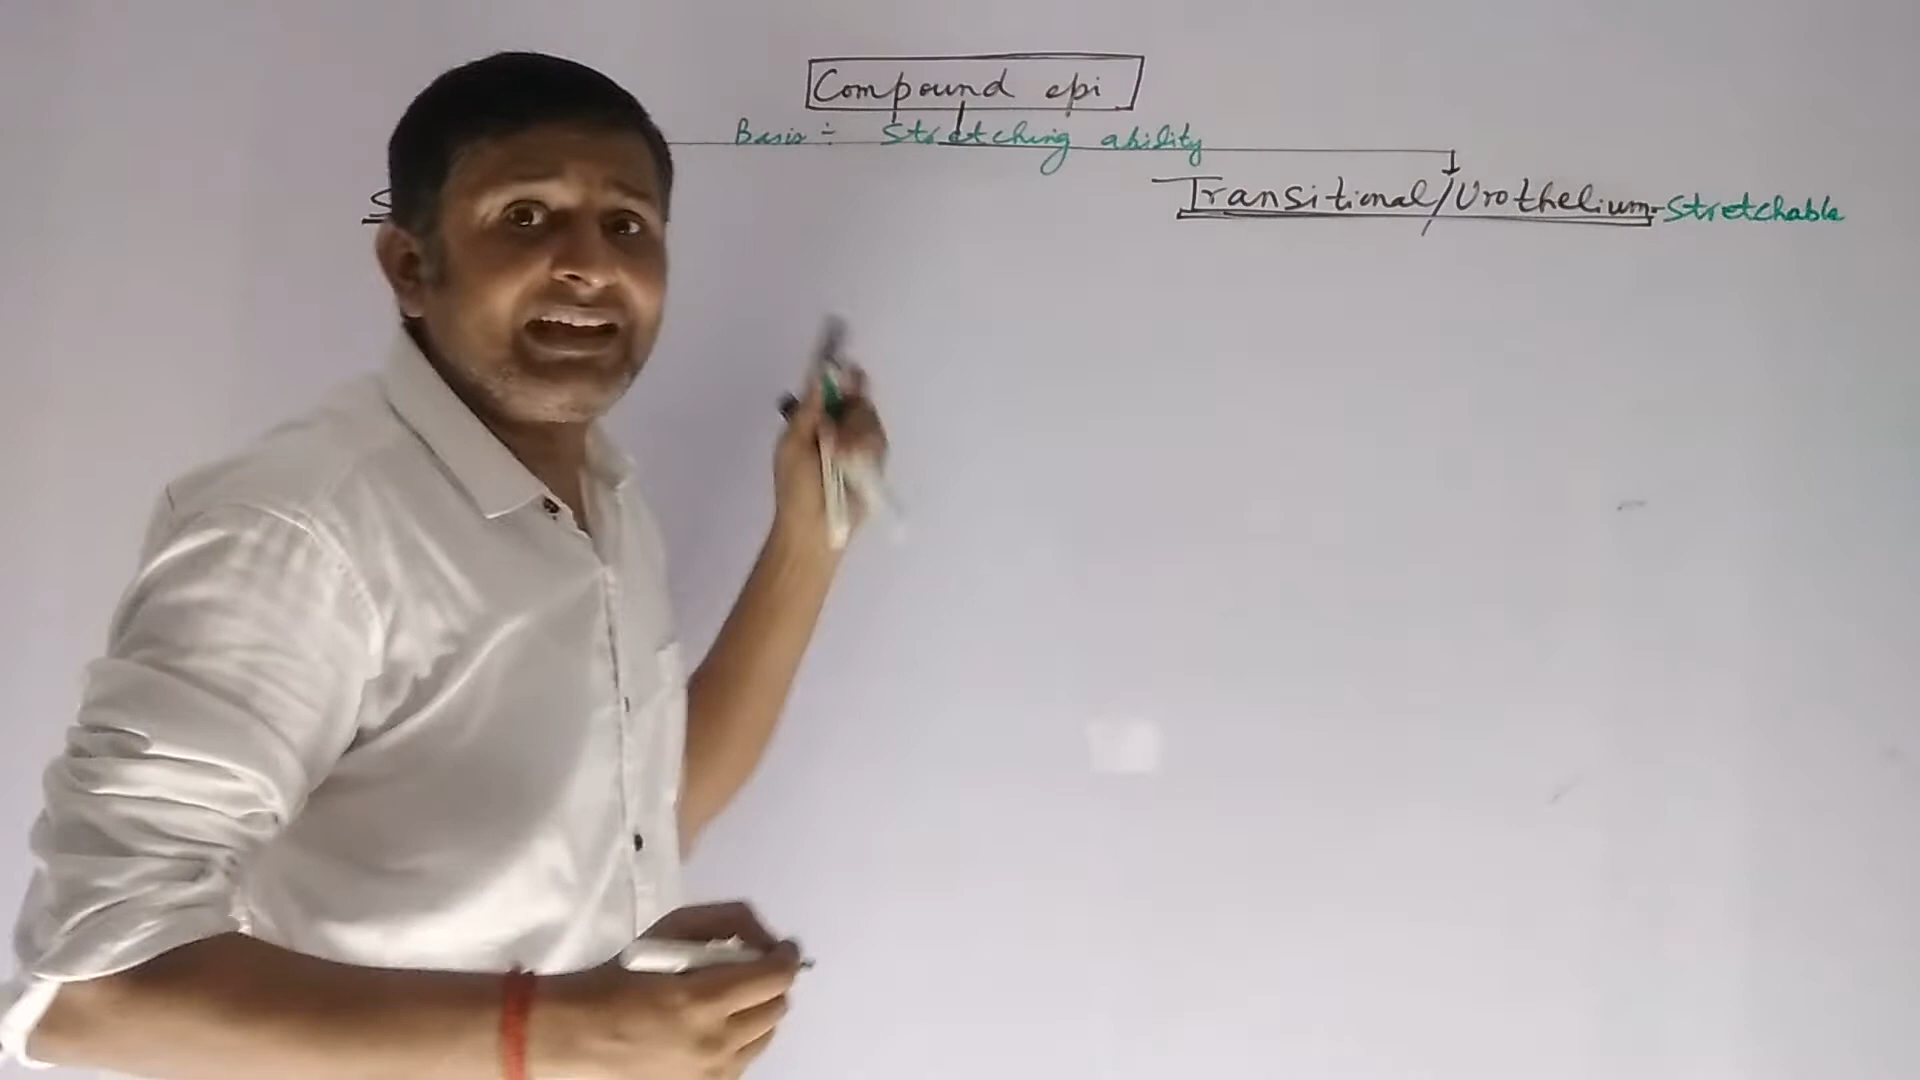 Compound epi
Basis ÷ Stretching ability
Transitional/Urothelium-Stretchable